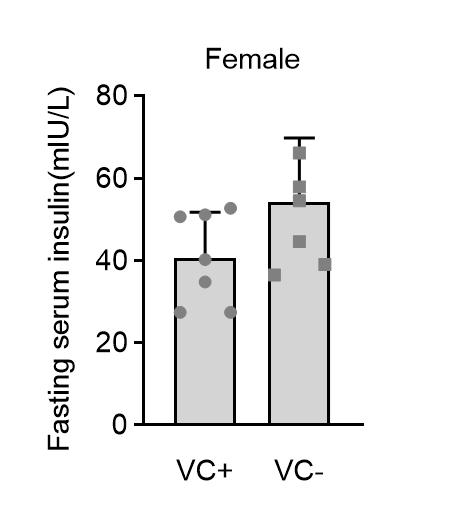 Female
Fasting serum insulin(mIU/L)
80
60
40
20
0
VC+
VC-